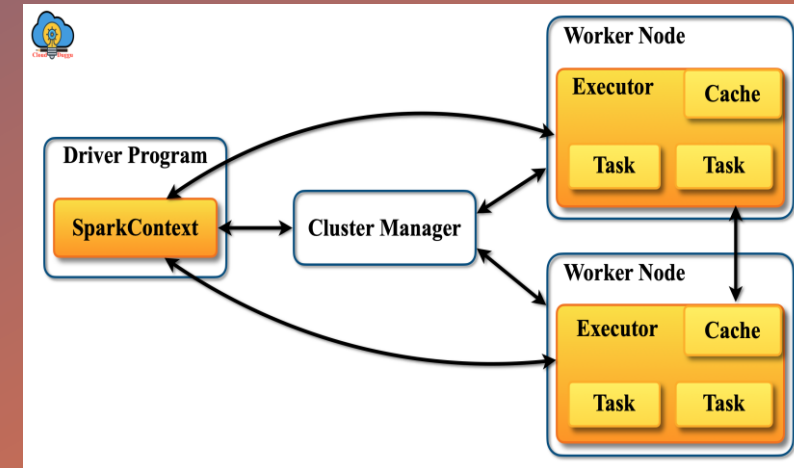 Worker Node
Executor
Cache
Task
Task
Driver Program
SparkContext
Cluster Manager
Worker Node
Executor
Cache
Task
Task